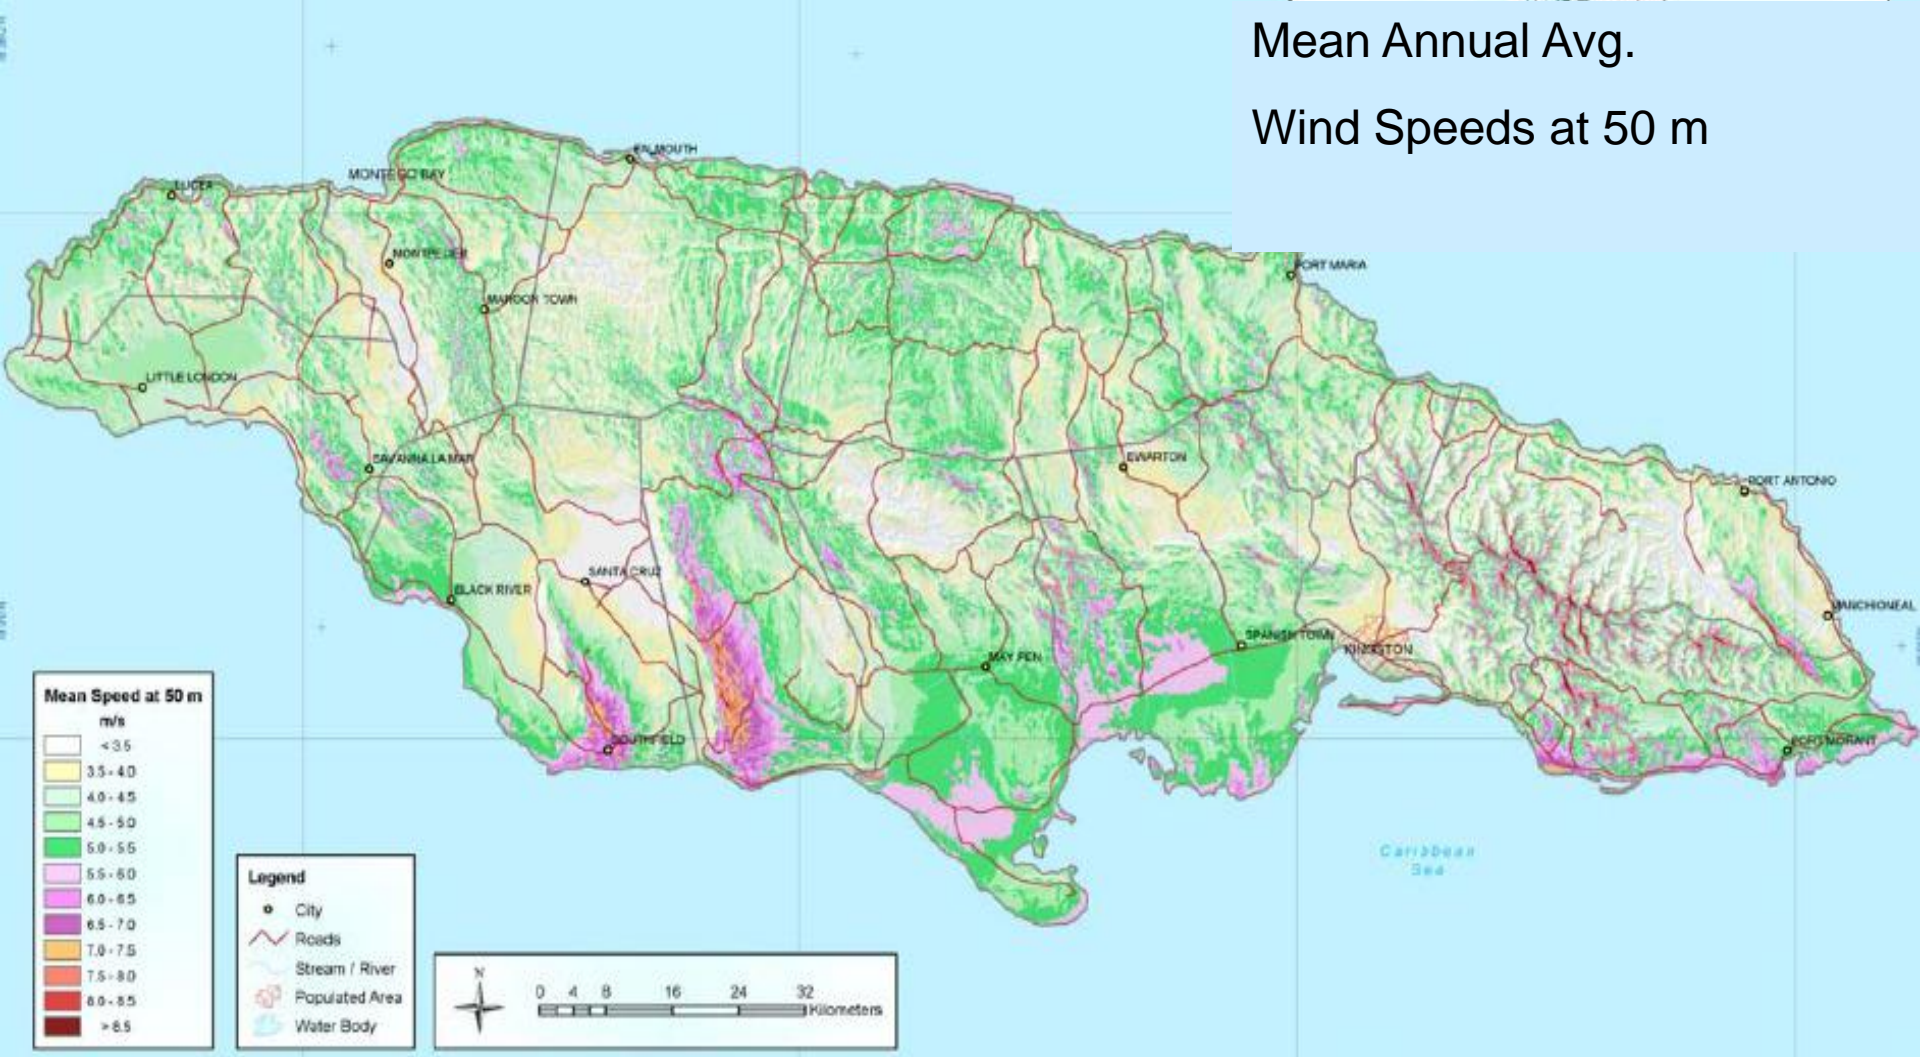 Mean Annual Avg.
Wind Speeds at 50 m
LUCEA
MONTEGO BAY
MOUTH
PORT MARIA
MONTPELIER
MAROON TOWN
LITTLE LONDON
SAVANNA LA MAR
EWARTON
PORT ANTONIO
SANTA CRUZ
BLACK RIVER
MANCHIONEAL
SPANISH TOWN
KINGSTON
MAY PEN
SOUTHFIELD
PORT MORANT
Caribbean
Sea
Mean Speed at 50 m
m/s
< 3.5
3.5 - 4.0
4.0 - 4.5
4.5 - 5.0
5.0 - 5.5
5.5 - 6.0
6.0 - 6.5
6.5 - 7.0
7.0 - 7.5
7.5 - 8.0
8.0 - 8.5
> 8.5
Legend
City
Roads
Stream / River
Populated Area
Water Body
N
0 4 8 16 24 32
Kilometers